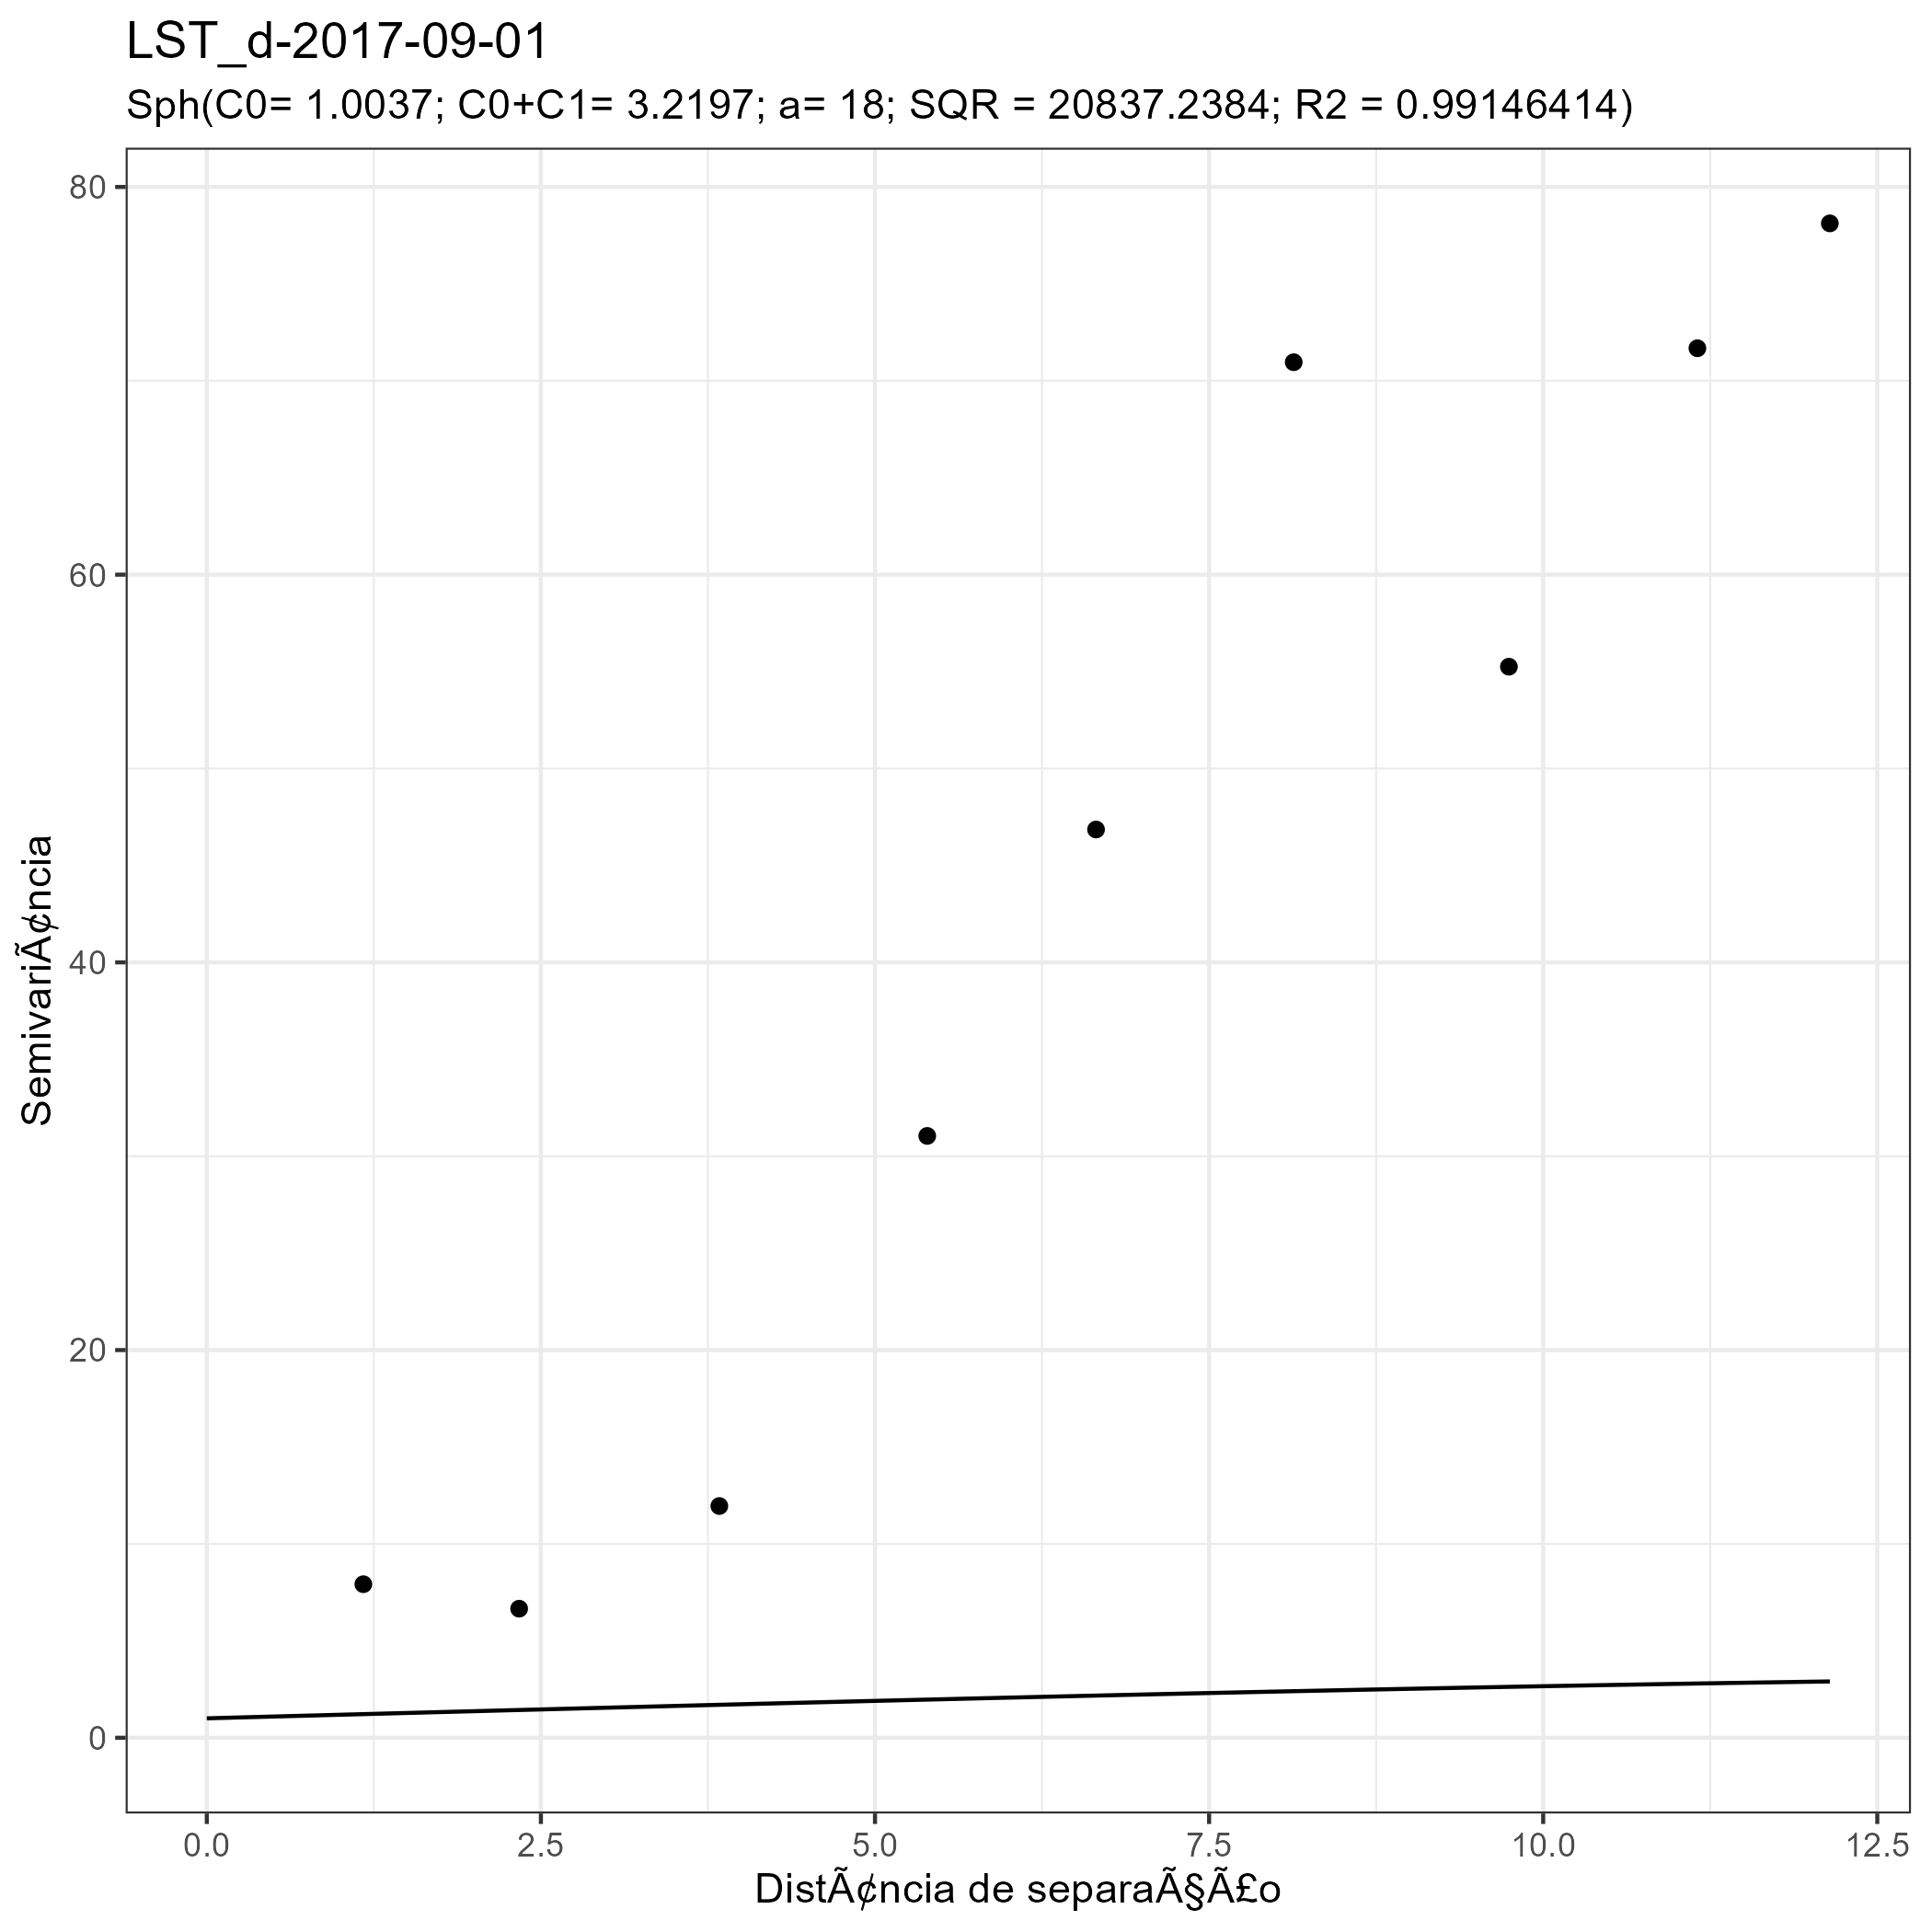 LST_d-2017-09-01
Sph(C0= 1.0037; C0+C1= 3.2197; a= 18; SQR = 20837.2384; R2 = 0.99146414)
80
60
40
20
0
SemivariÃ¢ncia
0.0 2.5 5.0 7.5 10.0 12.5
DistÃ¢ncia de separaÃ§Ã£o